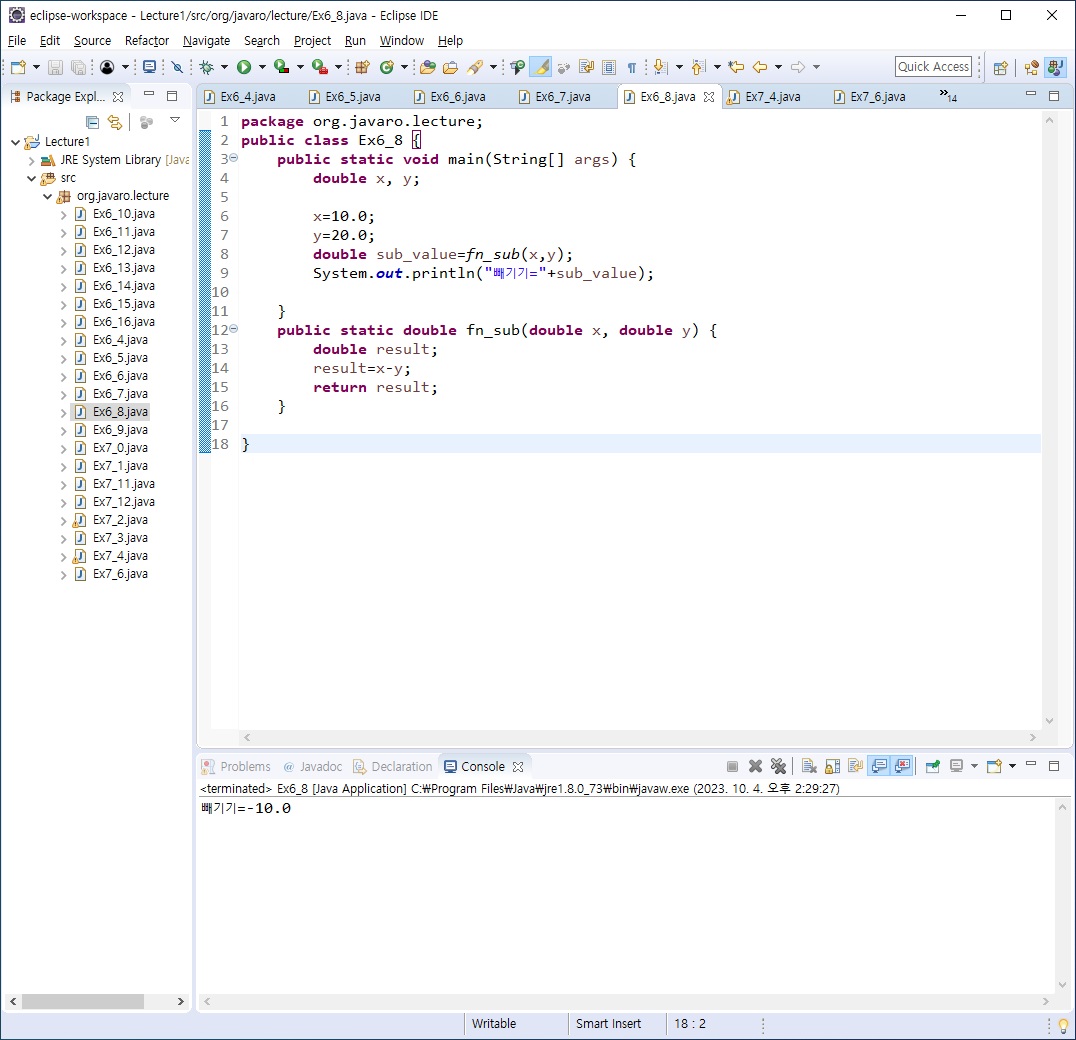 eclipse-workspace - Lecture1/src/org/javaro/lecture/Ex6_8.java - Eclipse IDE
File Edit Source Refactor Navigate Search Project Run Window Help
Quick Access
Package Expl...
Lecture1
JRE System Library [Java
src
org.javaro.lecture
Ex6_10.java
Ex6_11.java
Ex6_12.java
Ex6_13.java
Ex6_14.java
Ex6_15.java
Ex6_16.java
Ex6_4.java
Ex6_5.java
Ex6_6.java
Ex6_7.java
Ex6_8.java
Ex6_9.java
Ex7_0.java
Ex7_1.java
Ex7_11.java
Ex7_12.java
Ex7_2.java
Ex7_3.java
Ex7_4.java
Ex7_6.java
Ex6_4.java Ex6_5.java Ex6_6.java Ex6_7.java Ex6_8.java Ex7_4.java Ex7_6.java »14
1 package org.javaro.lecture;
2 public class Ex6_8 {
3 public static void main(String[] args) {
4 double x, y;
5
6 x=10.0;
7 y=20.0;
8 double sub_value=fn_sub(x,y);
9 System.out.println("빼기기="+sub_value);
10
11 }
12 public static double fn_sub(double x, double y) {
13 double result;
14 result=x-y;
15 return result;
16 }
17
18 }
Problems @ Javadoc Declaration Console
<terminated> Ex6_8 [Java Application] C:₩Program Files₩Java₩jre1.8.0_73₩bin₩javaw.exe (2023. 10. 4. 오후 2:29:27)
빼기기=-10.0
Writable Smart Insert 18 : 2